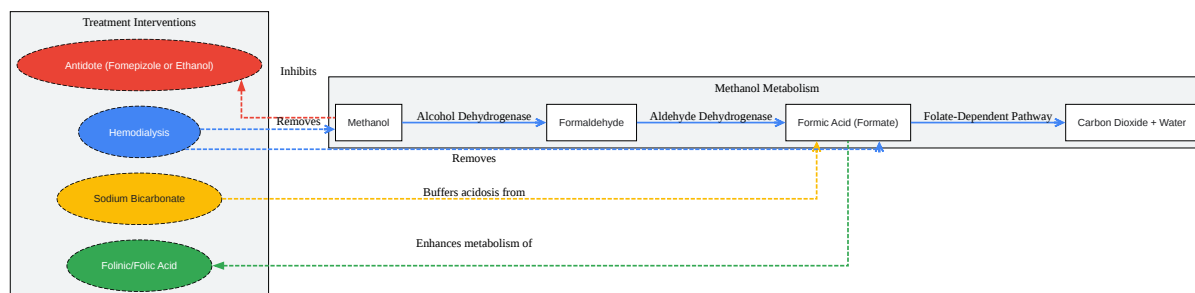 Treatment Interventions
Antidote (Fomepizole or Ethanol)
Inhibits
Methanol Metabolism
Hemodialysis
Removes
Methanol
Alcohol Dehydrogenase
Formaldehyde
Aldehyde Dehydrogenase
Formic Acid (Formate)
Folate-Dependent Pathway
Carbon Dioxide + Water
Removes
Sodium Bicarbonate
Buffers acidosis from
Enhances metabolism of
Folinic/Folic Acid